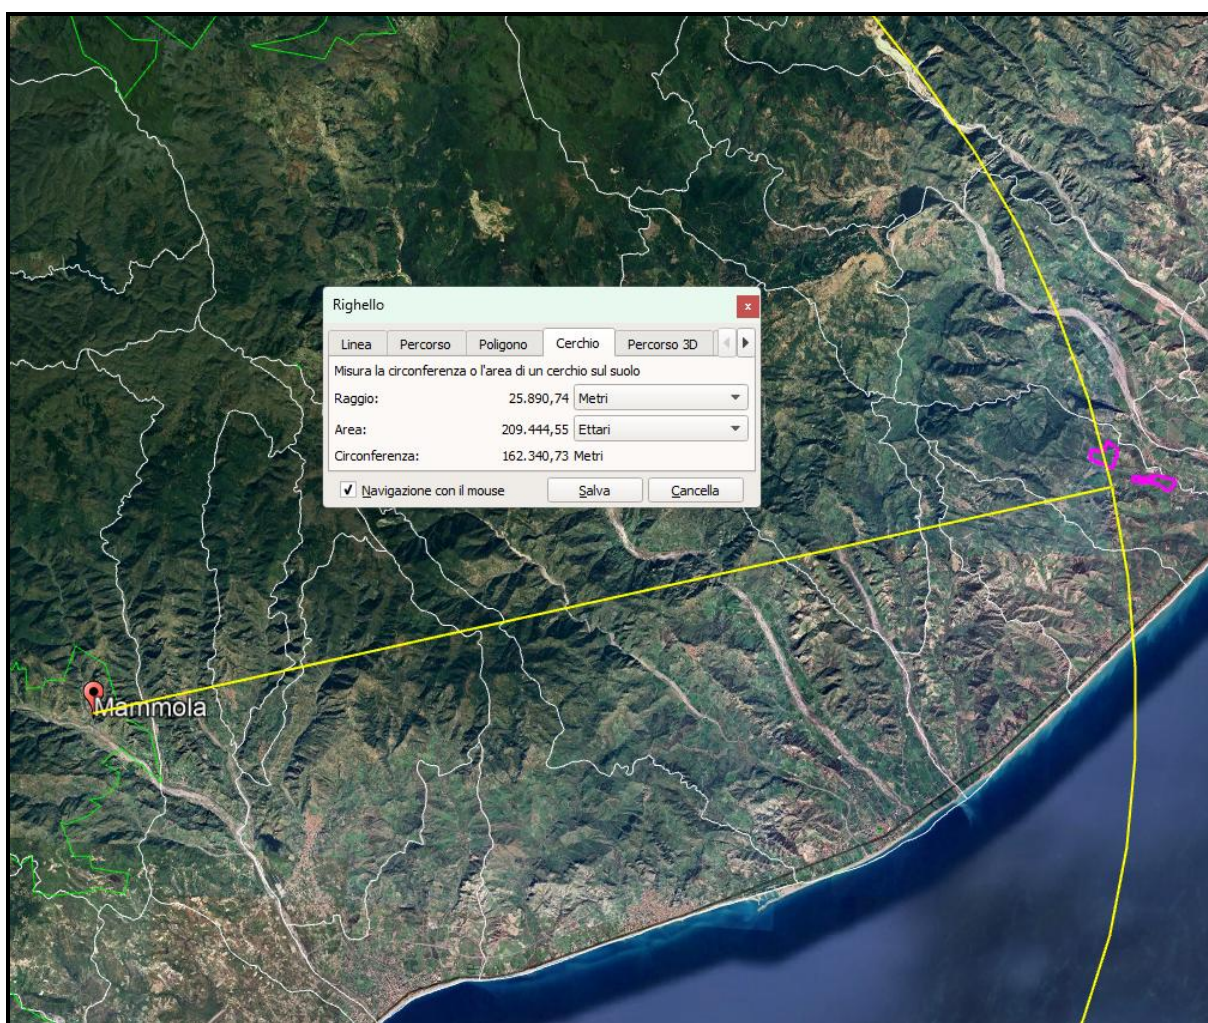 Righello
x
Linea Percorso Poligono Cerchio Percorso 3D
Misura la circonferenza o l'area di un cerchio sul suolo
Raggio: 25.890,74 Metri
Area: 209.444,55 Ettari
Circonferenza: 162.340,73 Metri
Navigazione con il mouse Salva Cancella
Mammola